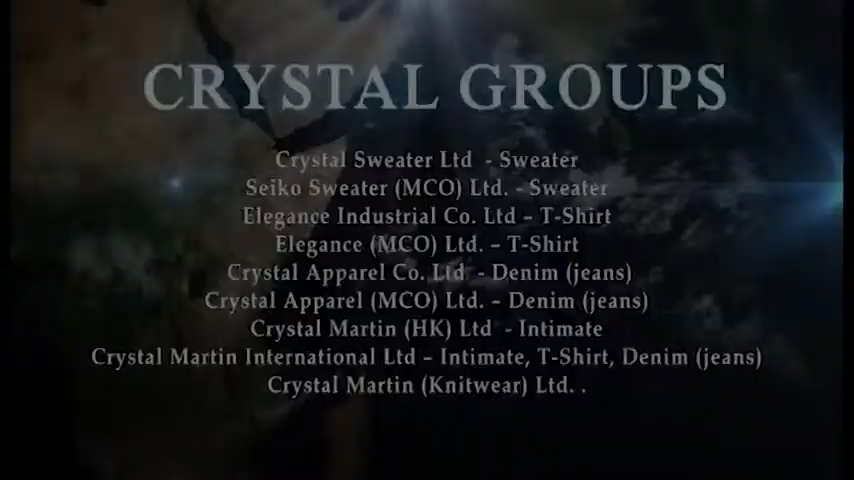 CRYSTAL GROUPS
Crystal Sweater Ltd - Sweater
Seiko Sweater (MCO) Ltd. - Sweater
Elegance Industrial Co. Ltd – T-Shirt
Elegance (MCO) Ltd. – T-Shirt
Crystal Apparel Co. Ltd - Denim (jeans)
Crystal Apparel (MCO) Ltd. – Denim (jeans)
Crystal Martin (HK) Ltd - Intimate
Crystal Martin International Ltd – Intimate, T-Shirt, Denim (jeans)
Crystal Martin (Knitwear) Ltd. .